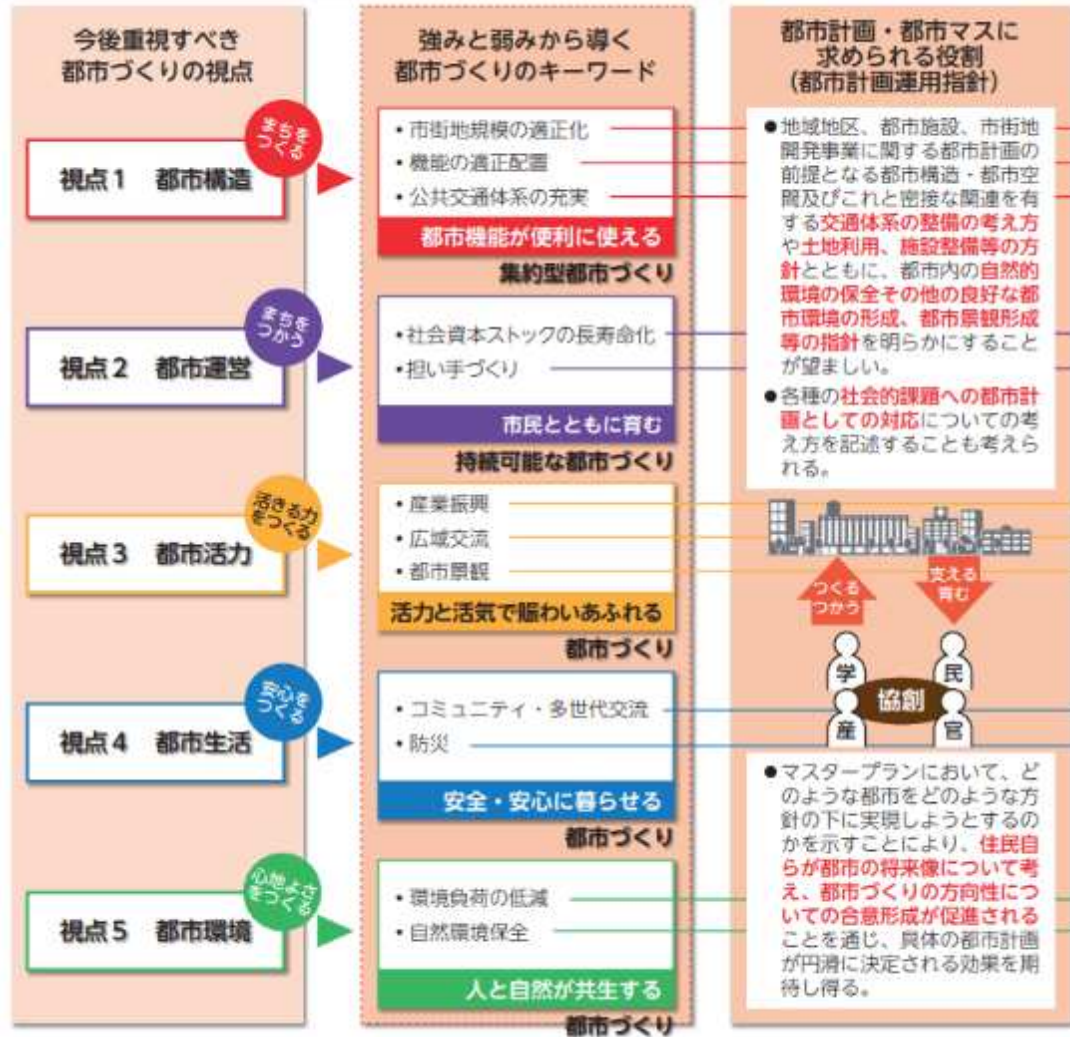 今後重視すべき
都市づくりの視点
まちを
つくる
視点1 都市構造
まちを
つかう
視点2 都市運営
活きる力
をつくる
視点3 都市活力
安心を
つくる
視点4 都市生活
心地よさ
をつくる
視点5 都市環境
強みと弱みから導く
都市づくりのキーワード
・市街地規模の適正化
・機能の適正配置
・公共交通体系の充実
都市機能が便利に使える
集約型都市づくり
・社会資本ストックの長寿命化
・担い手づくり
市民とともに育む
持続可能な都市づくり
・産業振興
・広域交流
・都市景観
活力と活気で賑わいあふれる
都市づくり
・コミュニティ・多世代交流
・防災
安全・安心に暮らせる
都市づくり
・環境負荷の低減
・自然環境保全
人と自然が共生する
都市づくり
都市計画・都市マスに
求められる役割
(都市計画運用指針)
●地域地区、都市施設、市街地
開発事業に関する都市計画の
前提となる都市構造・都市空
間及びこれと密接な関連を有
する交通体系の整備の考え方
や土地利用、施設整備等の方
針とともに、都市内の自然的
環境の保全その他の良好な都
市環境の形成、都市景観形成
等の指針を明らかにすること
が望ましい。
●各種の社会的課題への都市計
画としての対応についての考
え方を記述することも考えら
れる。
つくる
つかう
支える
育む
学
民
協創
産
官
●マスタープランにおいて、ど
のような都市をどのような方
針の下に実現しようとするの
かを示すことにより、住民自
らが都市の将来像について考
え、都市づくりの方向性につ
いての合意形成が促進される
ことを通じ、具体の都市計画
が円滑に決定される効果を期
待し得る。